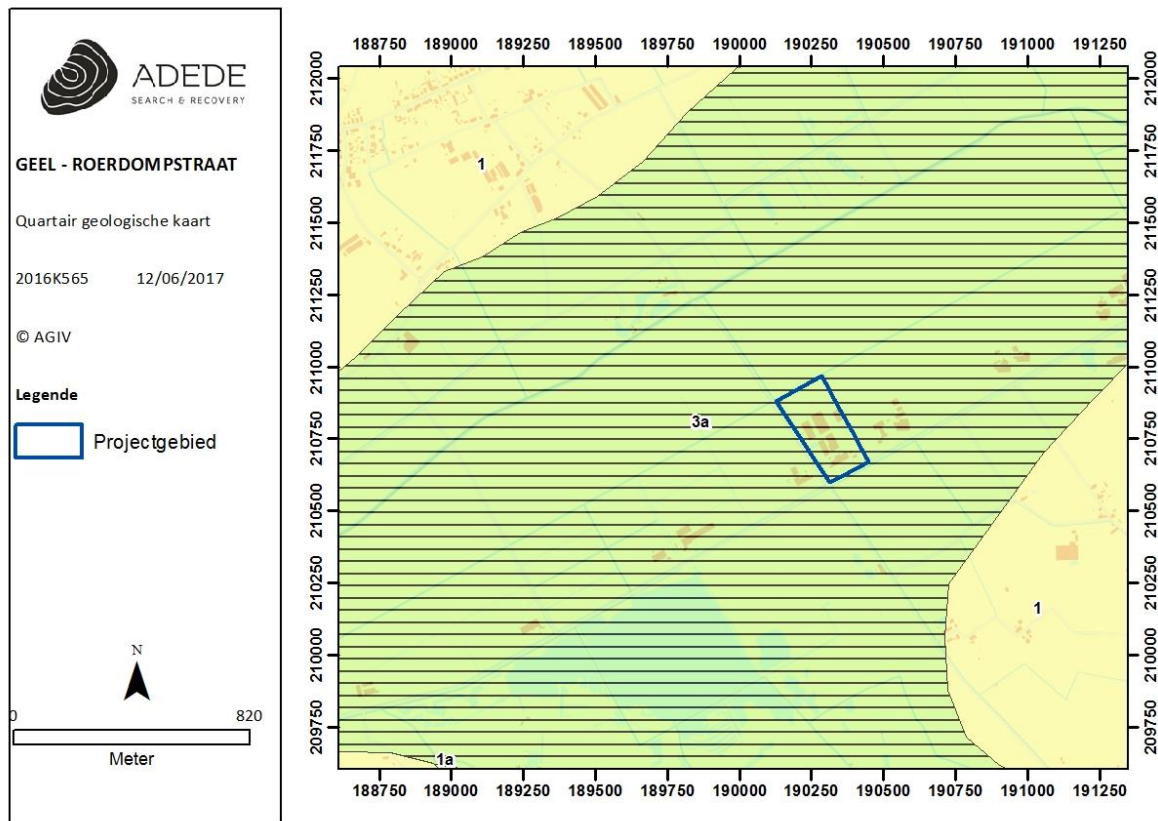 ADEDE
SEARCH & RECOVERY
GEEL - ROERDOMPSTRAAT
Quartair geologische kaart
2016K565 12/06/2017
© AGIV
Legende
Projectgebied
N
0 820
Meter
188750 189000 189250 189500 189750 190000 190250 190500 190750 191000 191250
212000 212000
211750 211750
1
211500 211500
211250 211250
211000 211000
210750 3a 210750
210500 210500
210250 210250
1
210000 210000
209750 209750
1a
188750 189000 189250 189500 189750 190000 190250 190500 190750 191000 191250